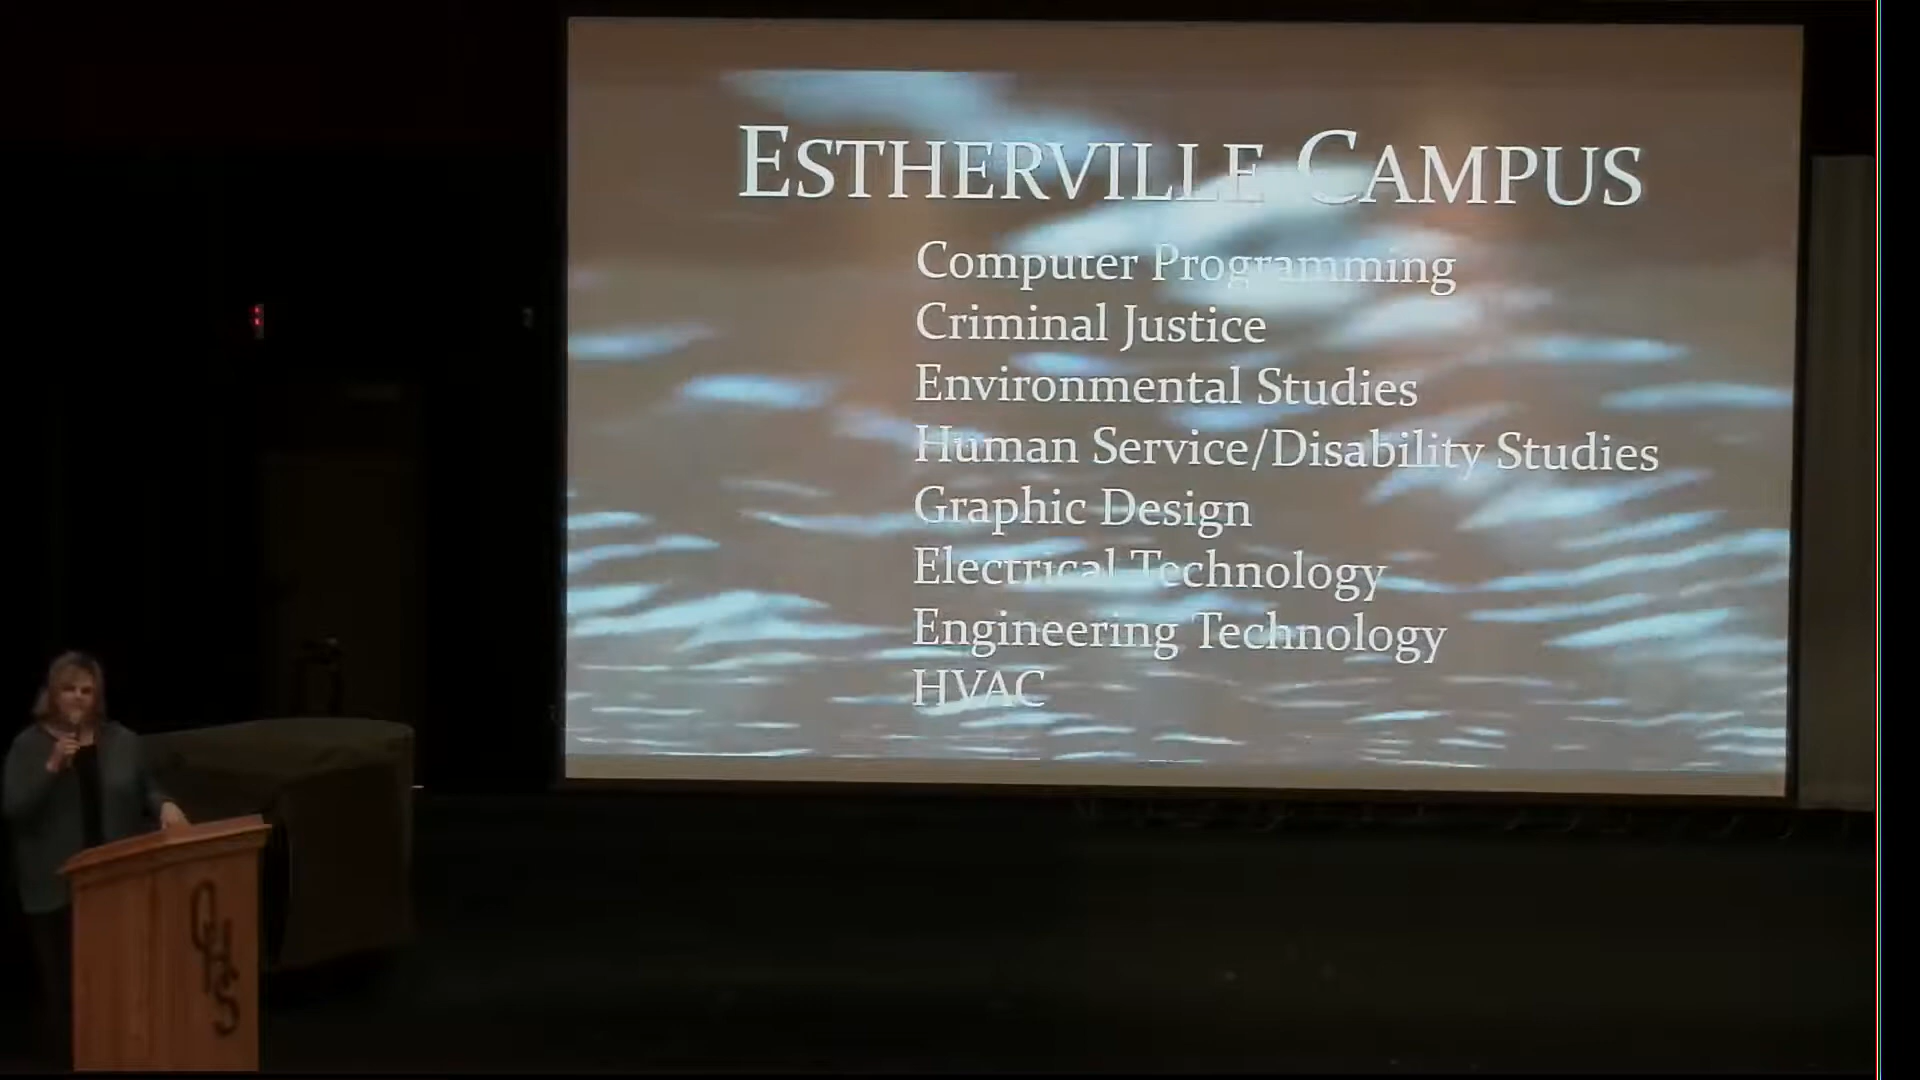 ESTHERVILLE CAMPUS
Computer Programming
Criminal Justice
Environmental Studies
Human Service/Disability Studies
Graphic Design
Electrical Technology
Engineering Technology
HVAC
OHS